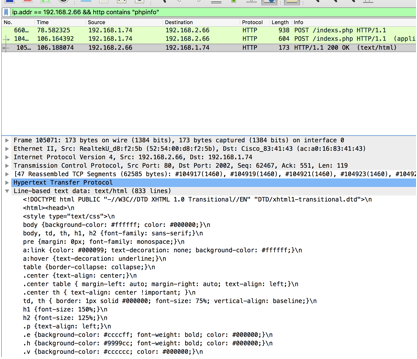 ip.addr == 192.168.2.66 && http contains "phpinfo"
No. Time Source Destination Protocol Length Info
660… 78.582325 192.168.1.74 192.168.2.66 HTTP 938 POST /indexs.php HTTP/1.1
104… 106.164392 192.168.1.74 192.168.2.66 HTTP 604 POST /indexs.php HTTP/1.1 (appli
105… 106.188074 192.168.2.66 192.168.1.74 HTTP 173 HTTP/1.1 200 OK (text/html)
Frame 105071: 173 bytes on wire (1384 bits), 173 bytes captured (1384 bits) on interface 0
Ethernet II, Src: RealtekU_d8:f2:5b (52:54:00:d8:f2:5b), Dst: Cisco_83:41:43 (ac:a0:16:83:41:43)
Internet Protocol Version 4, Src: 192.168.2.66, Dst: 192.168.1.74
Transmission Control Protocol, Src Port: 80, Dst Port: 2002, Seq: 62467, Ack: 551, Len: 119
[47 Reassembled TCP Segments (62585 bytes): #104917(1460), #104919(1460), #104921(1460), #104923(1460), #10492
Hypertext Transfer Protocol
Line-based text data: text/html (833 lines)
<!DOCTYPE html PUBLIC "-//W3C//DTD XHTML 1.0 Transitional//EN" "DTD/xhtml1-transitional.dtd">\n
<html><head>\n
<style type="text/css">\n
body {background-color: #ffffff; color: #000000;}\n
body, td, th, h1, h2 {font-family: sans-serif;}\n
pre {margin: 0px; font-family: monospace;}\n
a:link {color: #000099; text-decoration: none; background-color: #ffffff;}\n
a:hover {text-decoration: underline;}\n
table {border-collapse: collapse;}\n
.center {text-align: center;}\n
.center table { margin-left: auto; margin-right: auto; text-align: left;}\n
.center th { text-align: center !important; }\n
td, th { border: 1px solid #000000; font-size: 75%; vertical-align: baseline;}\n
h1 {font-size: 150%;}\n
h2 {font-size: 125%;}\n
.p {text-align: left;}\n
.e {background-color: #ccccff; font-weight: bold; color: #000000;}\n
.h {background-color: #9999cc; font-weight: bold; color: #000000;}\n
.v {background-color: #cccccc; color: #000000;}\n